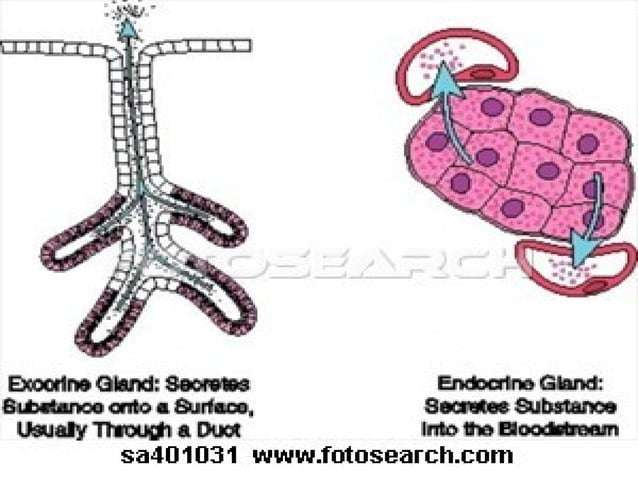 FOTOSEARCH
Exocrine Gland: Secretes
Substance onto a Surface,
Usually Through a Duct
Endocrine Gland:
Secretes Substance
Into the Bloodstream
sa401031 www.fotosearch.com